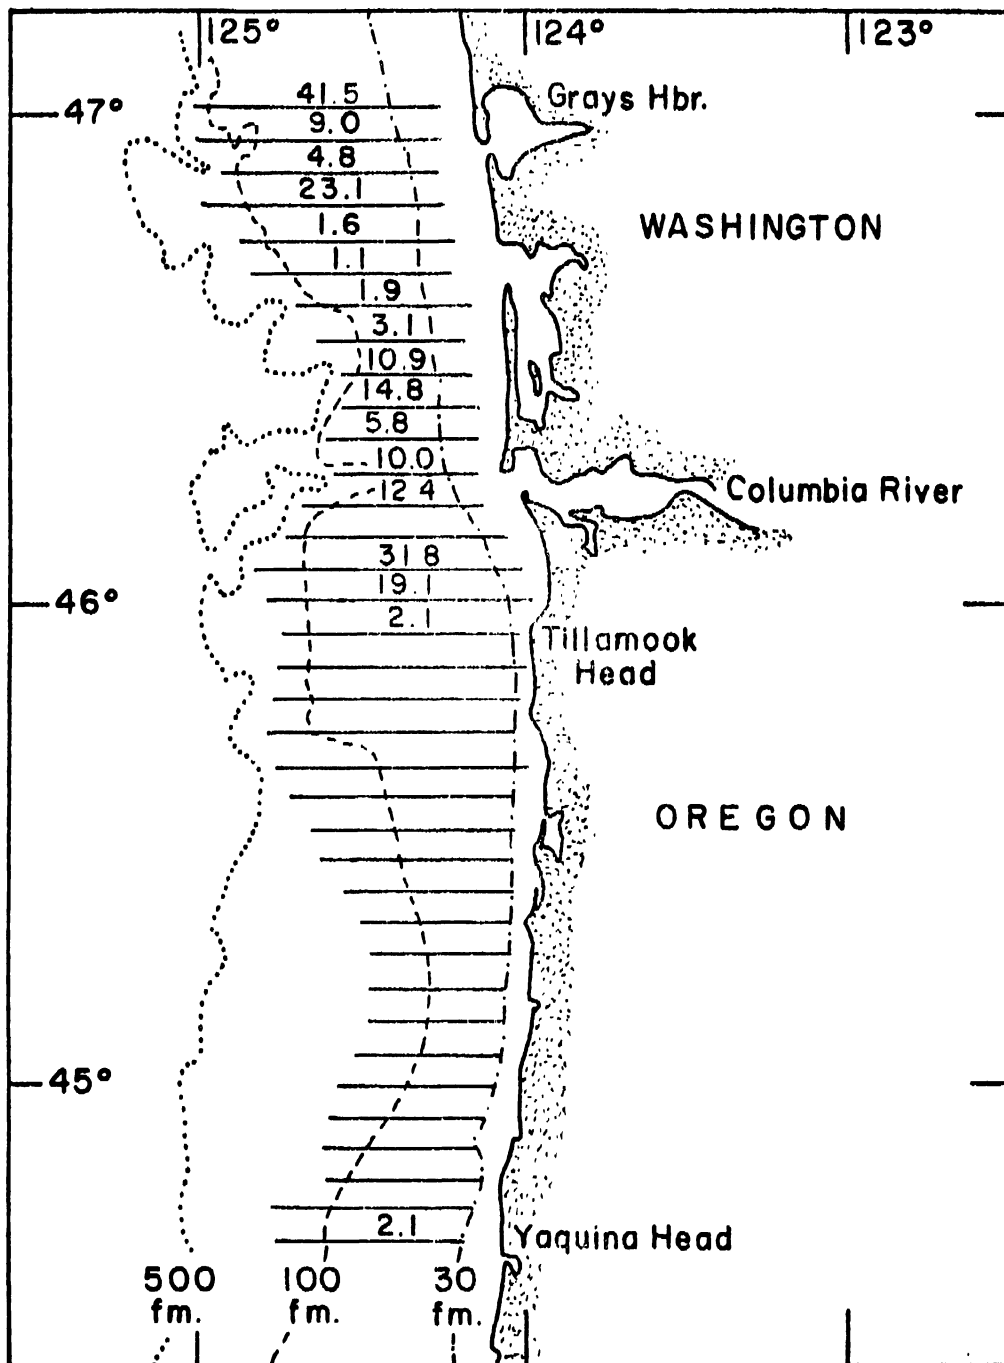 125° 124° 123°
41.5
Grays Hbr.
47°
9.0
4.8
23.1
WASHINGTON
1.6
1.1
1.9
3.1
10.9
14.8
5.8
10.0
12 4
Columbia River
31 8
19.1
46°
2.1
Tillamook
Head
OREGON
45°
2.1
Yaquina Head
500 100 30
fm. fm. fm.